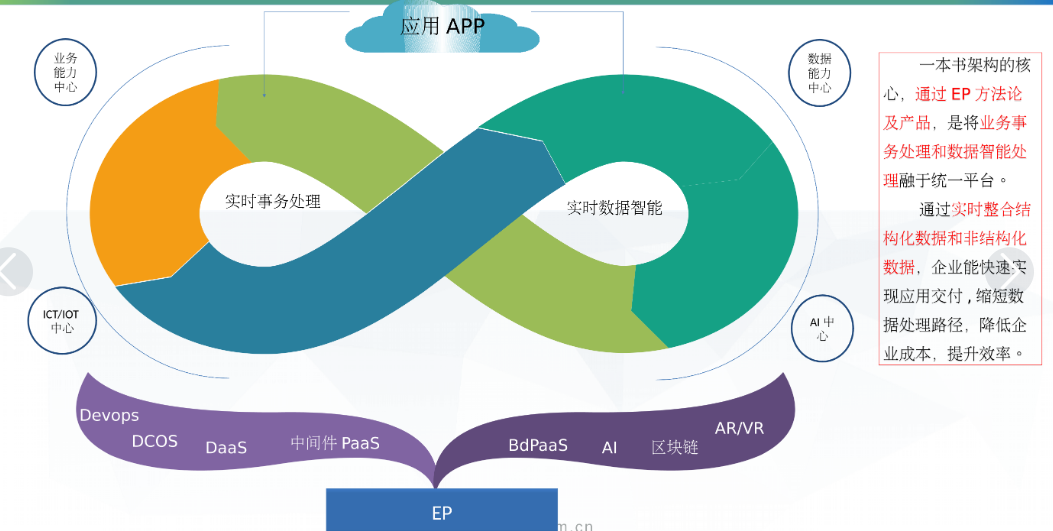 应用 APP
业务
能力
中心
数据
能力
中心
实时事务处理
实时数据智能
ICT/IOT
中心
AI 中
心
一本书架构的核
心，通过 EP 方法论
及产品，是将业务事
务处理和数据智能处
理融于统一平台。
通过实时整合结
构化数据和非结构化
数据，企业能快速实
现应用交付，缩短数
据处理路径，降低企
业成本，提升效率。
Devops
DCOS
DaaS
中间件 PaaS
BdPaaS
AI
区块链
AR/VR
EP
m.cn